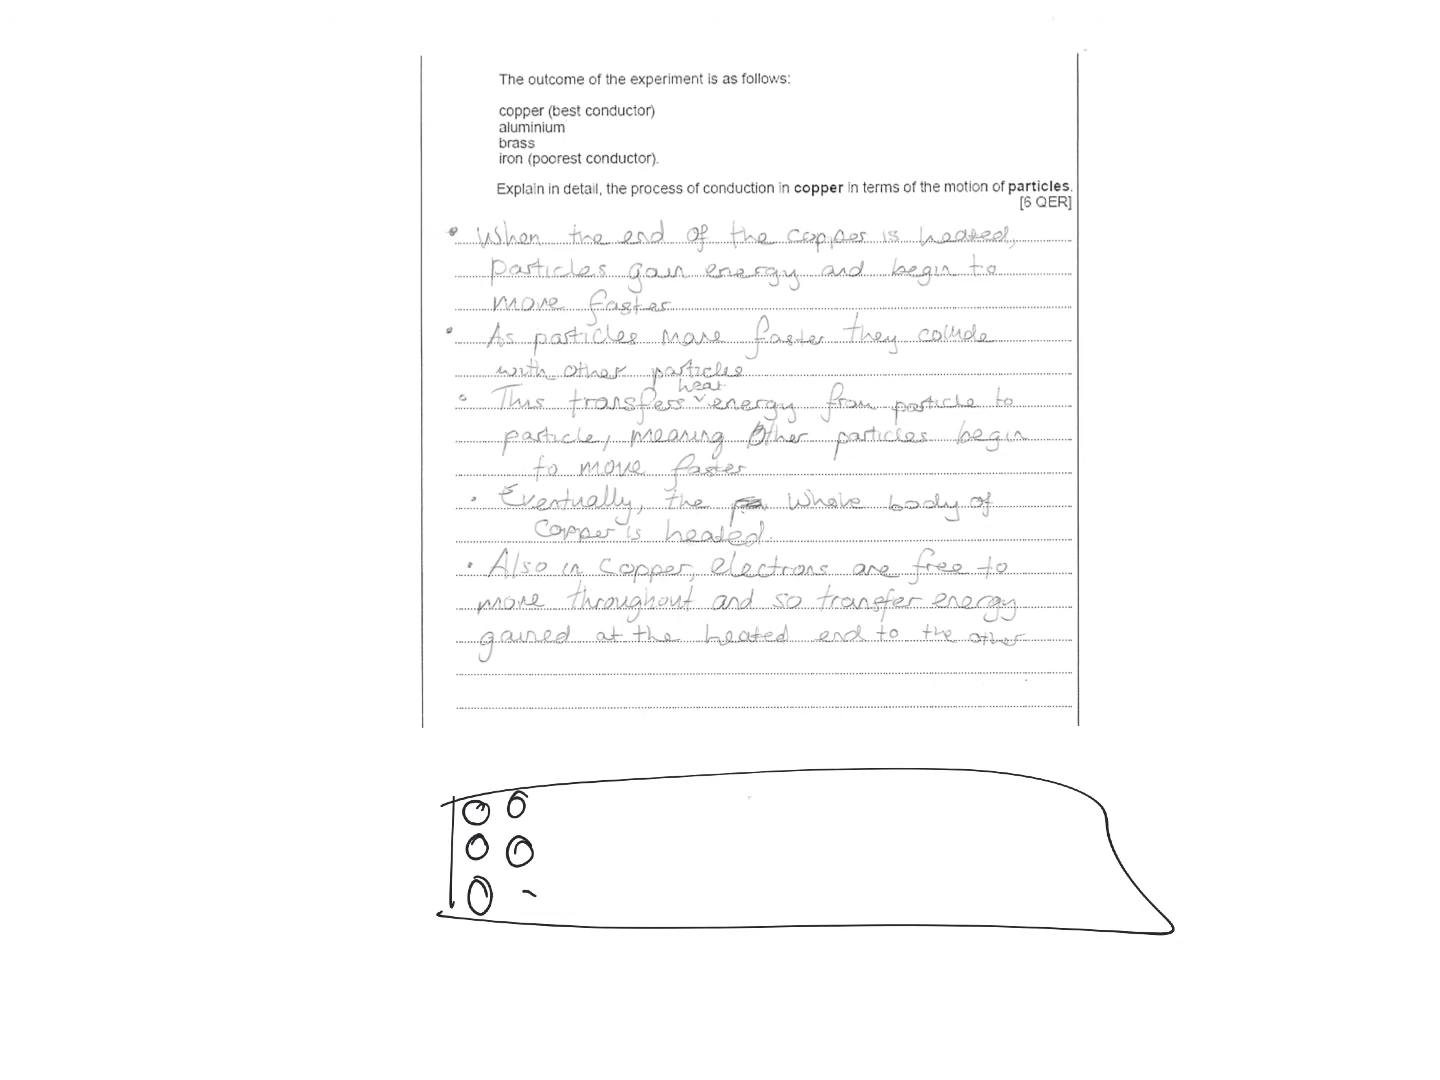 The outcome of the experiment is as follows:
copper (best conductor)
aluminium
brass
iron (poorest conductor).
Explain in detail, the process of conduction in copper in terms of the motion of particles.
[6 QER]
• When the end of the copper is heated,
particles gain energy and begin to
move faster
• As particles move faster they collide
with other particles
heat
• This transfers ˅ energy from particle to
particle, meaning other particles begin
to move faster
• Eventually, the whole body of
copper is heated.
• Also in copper, electrons are free to
move throughout and so transfer energy
gained at the heated end to the other